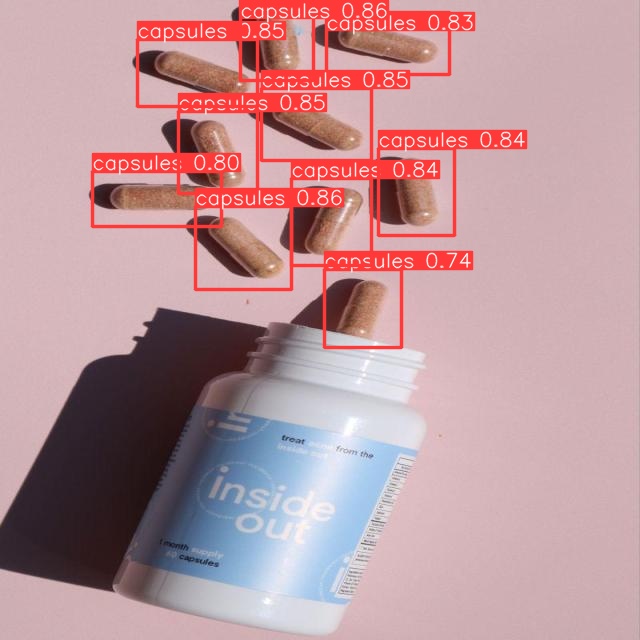 capsules 0.86
capsules 0.83
capsules 0.85
capsules 0.85
capsules 0.85
capsules 0.84
capsules 0.80
capsules 0.84
capsules 0.86
capsules 0.74
treat acne from the
inside out
inside
out
1 month supply
60 capsules